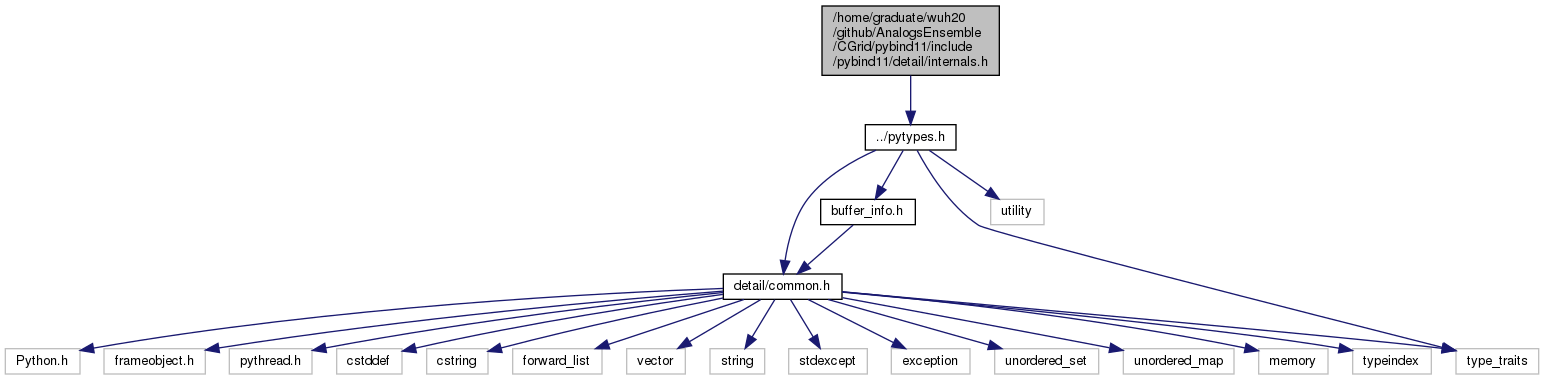 /home/graduate/wuh20
/github/AnalogsEnsemble
/CGrid/pybind11/include
/pybind11/detail/internals.h
../pytypes.h
buffer_info.h
utility
detail/common.h
Python.h
frameobject.h
pythread.h
cstddef
cstring
forward_list
vector
string
stdexcept
exception
unordered_set
unordered_map
memory
typeindex
type_traits